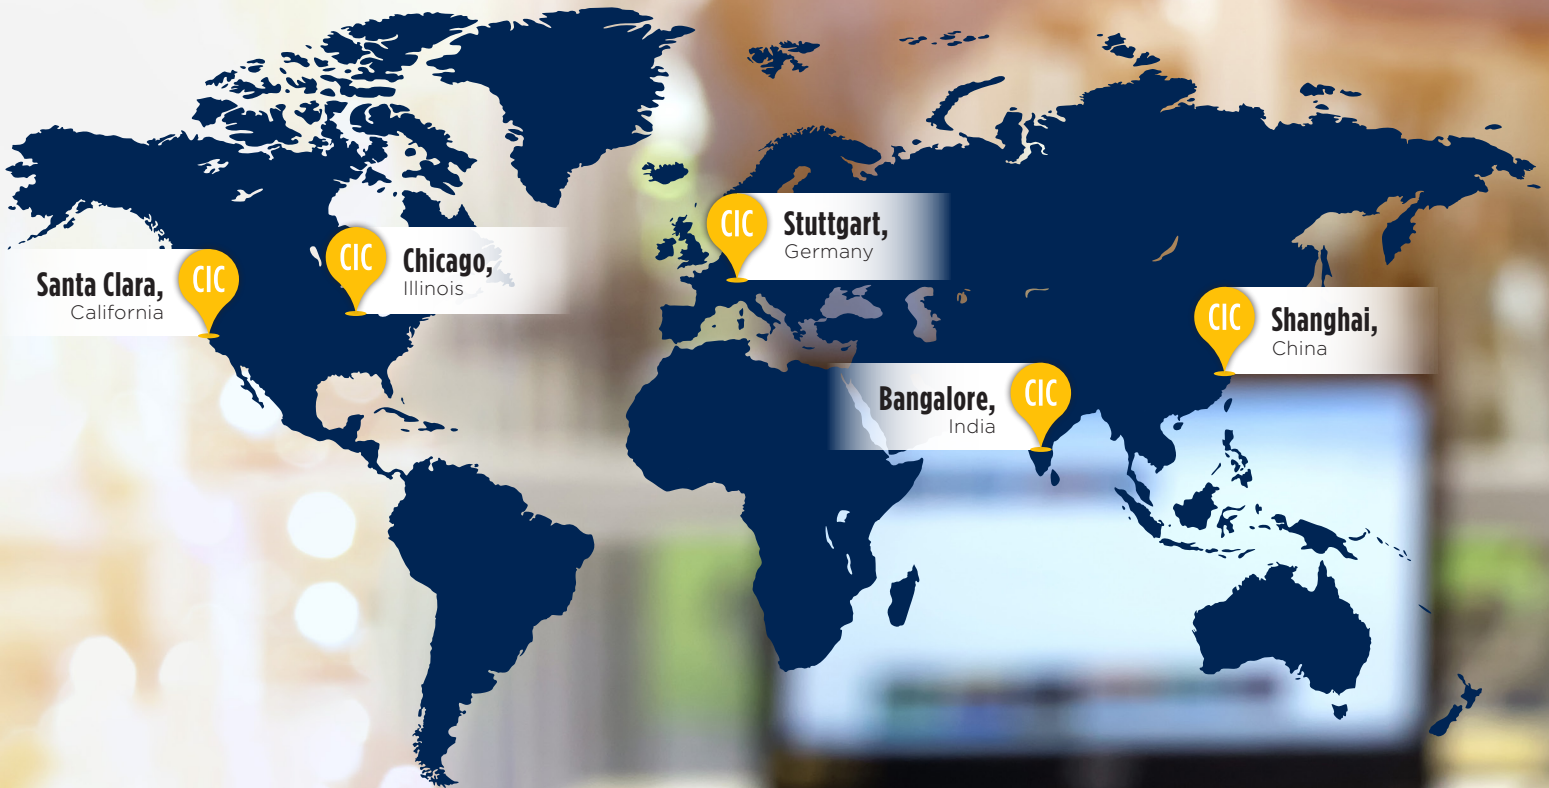 CIC
Stuttgart,
Germany
CIC
Chicago,
Illinois
Santa Clara,
California
CIC
CIC
Shanghai,
China
Bangalore,
India
CIC